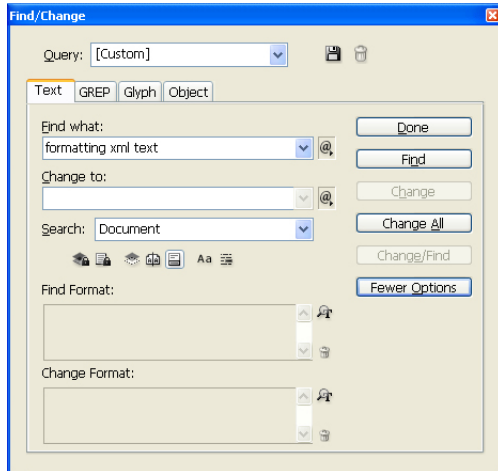 Find/Change
Query: [Custom]
Text GREP Glyph Object
Find what:
formatting xml text
@
Change to:
@
Search: Document
Aa
Find Format:
Change Format:
Done
Find
Change
Change All
Change/Find
Fewer Options